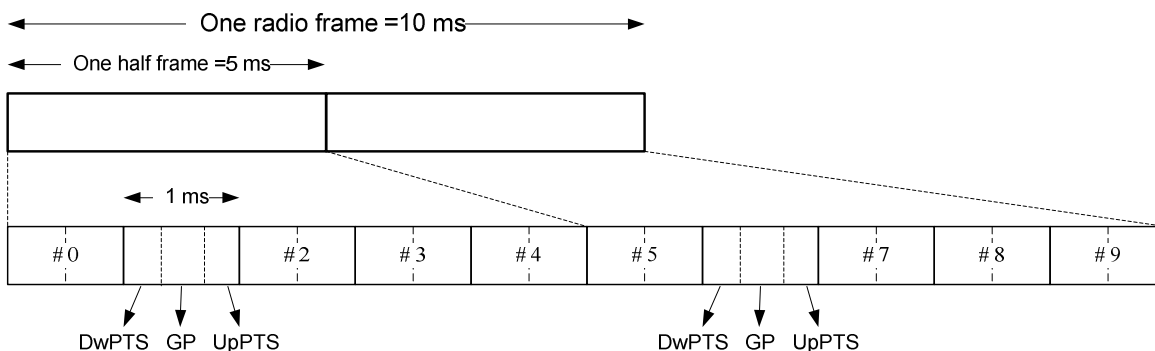 One radio frame =10 ms
One half frame =5 ms
1 ms
#0 #2 #3 #4 #5 #7 #8 #9
DwPTS GP UpPTS DwPTS GP UpPTS